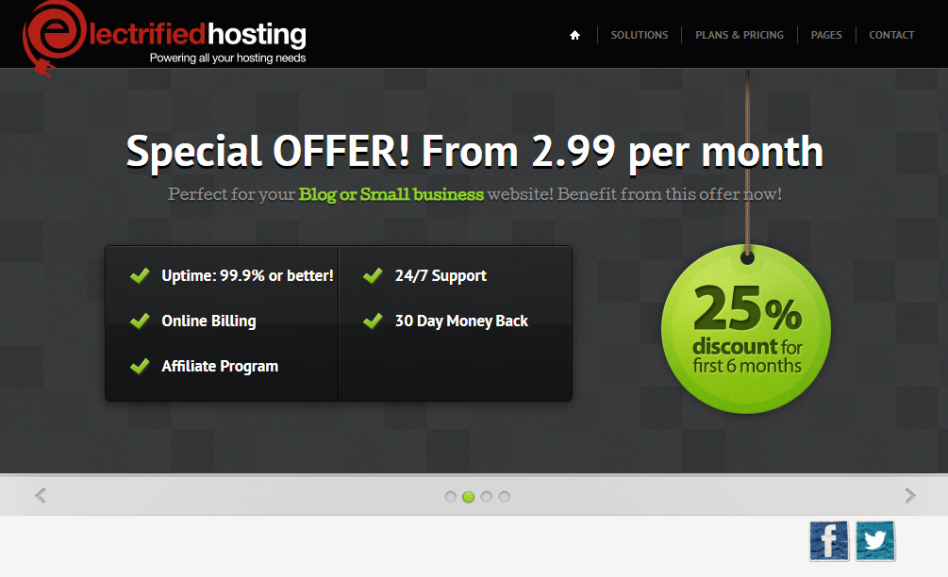 electrifiedhosting
Powering all your hosting needs
SOLUTIONS
PLANS & PRICING
PAGES
CONTACT
Special OFFER! From 2.99 per month
Perfect for your Blog or Small business website! Benefit from this offer now!
Uptime: 99.9% or better!
24/7 Support
Online Billing
30 Day Money Back
Affiliate Program
25%
discount for
first 6 months